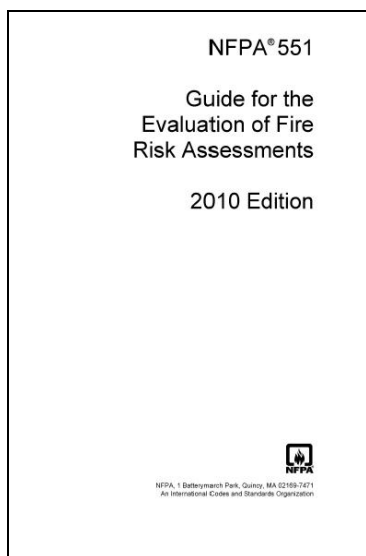 NFPA® 551
Guide for the
Evaluation of Fire
Risk Assessments
2010 Edition
NFPA
NFPA, 1 Batterymarch Park, Quincy, MA 02169-7471
An International Codes and Standards Organization